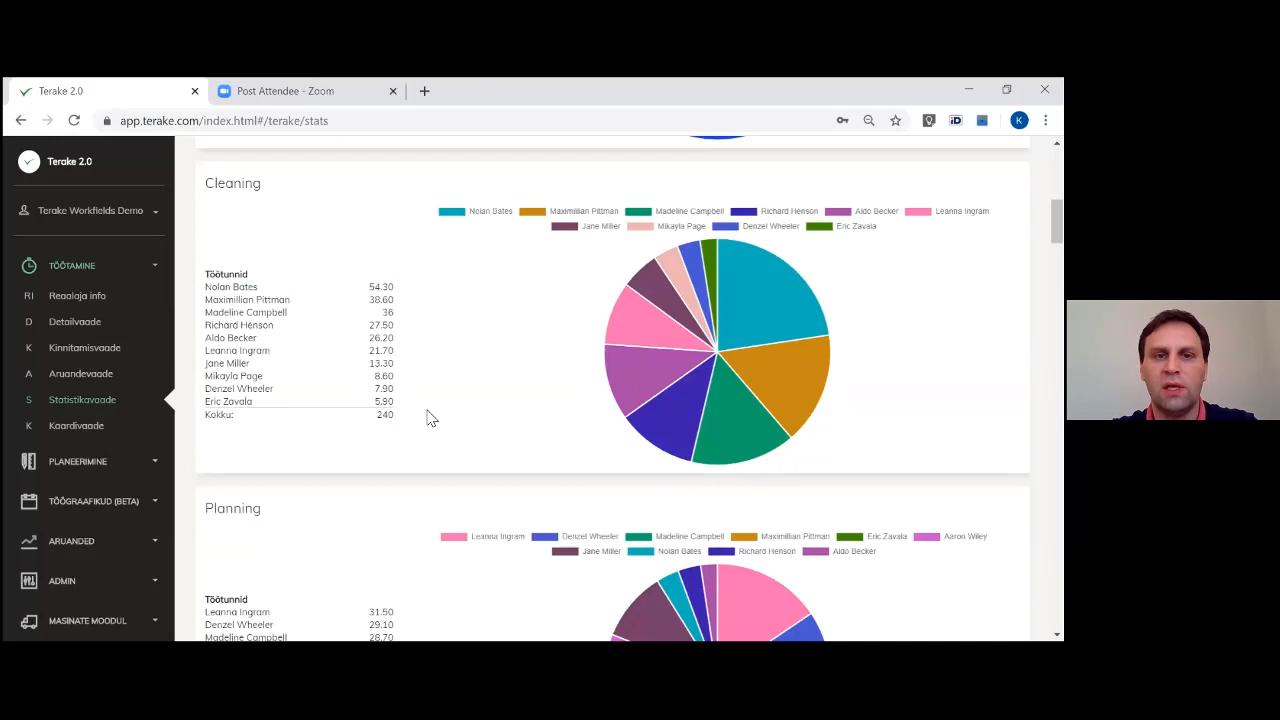 Terake 2.0
Post Attendee - Zoom
app.terake.com/index.html#/terake/stats
K
Terake 2.0
Terake Workfields Demo
TÖÖTAMINE
RI Reaalaja info
D Detailvaade
K Kinnitamisvaade
A Aruandevaade
S Statistikavaade
K Kaardivaade
PLANEERIMINE
TÖÖGRAAFIKUD (BETA)
ARUANDED
ADMIN
MASINATE MOODUL
Cleaning
Nolan Bates Maximillian Pittman Madeline Campbell Richard Henson Aldo Becker Leanna Ingram
Jane Miller Mikayla Page Denzel Wheeler Eric Zavala
Töötunnid
Nolan Bates 54.30
Maximillian Pittman 38.60
Madeline Campbell 36
Richard Henson 27.50
Aldo Becker 26.20
Leanna Ingram 21.70
Jane Miller 13.30
Mikayla Page 8.60
Denzel Wheeler 7.90
Eric Zavala 5.90
Kokku: 240
Planning
Leanna Ingram Denzel Wheeler Madeline Campbell Maximillian Pittman Eric Zavala Aaron Wiley
Jane Miller Nolan Bates Richard Henson Aldo Becker
Töötunnid
Leanna Ingram 31.50
Denzel Wheeler 29.10
Madeline Campbell 28.70